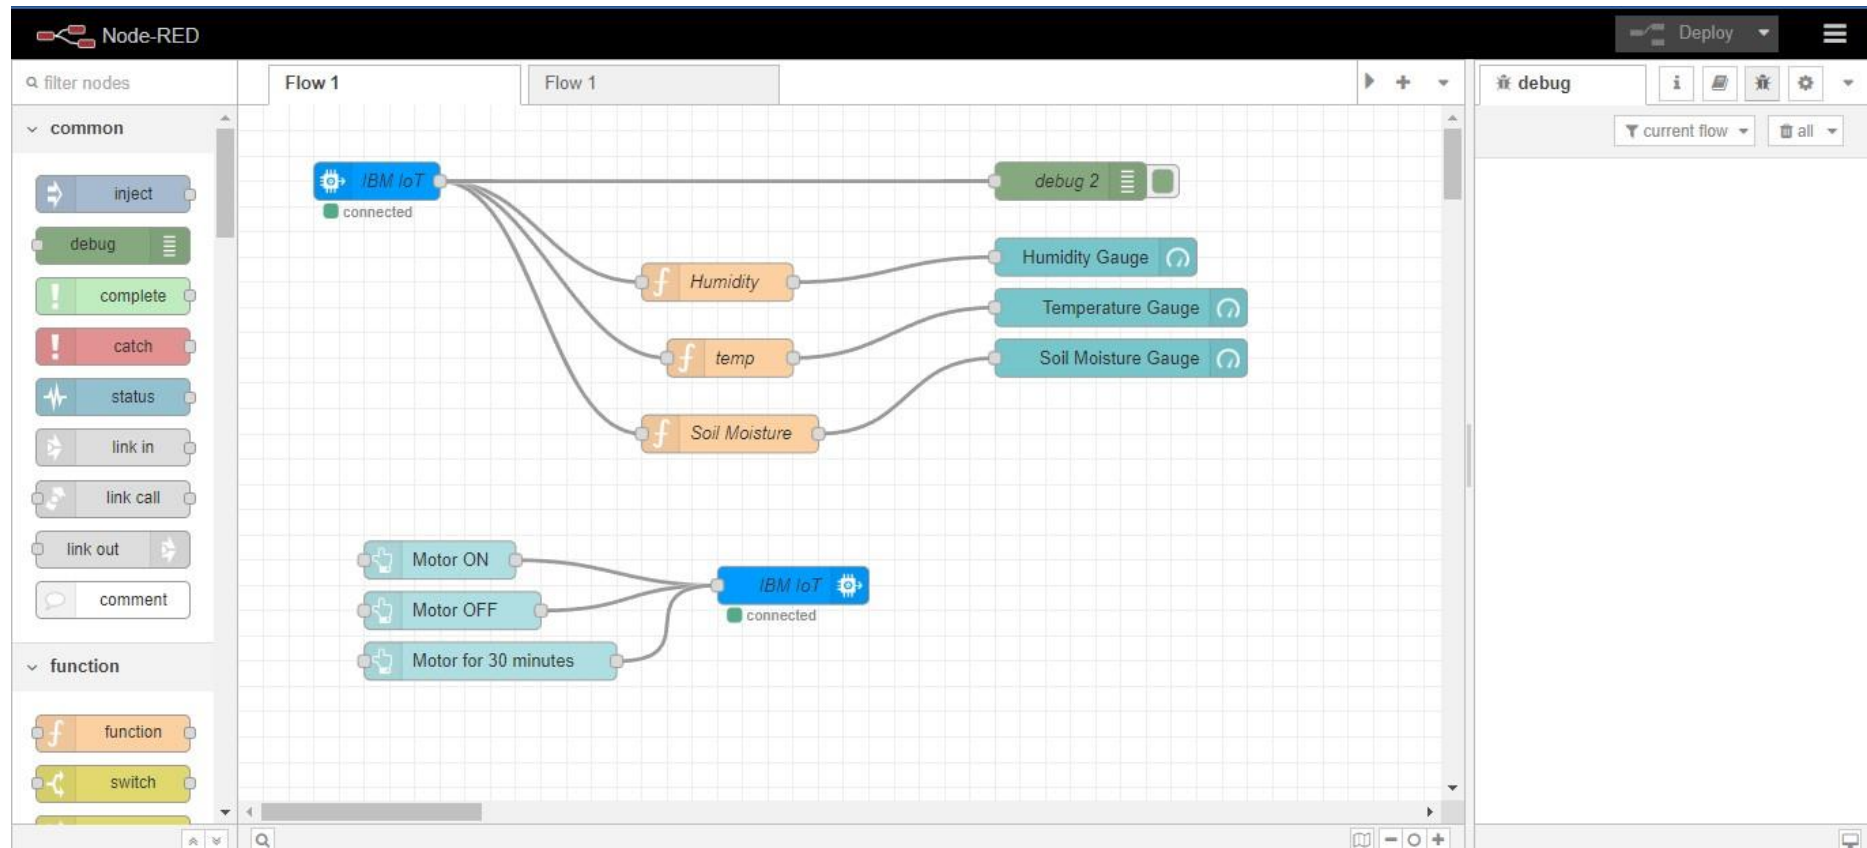 Node-RED
Deploy
filter nodes
Flow 1
Flow 1
debug
i
current flow
all
common
inject
debug
complete
catch
status
link in
link call
link out
comment
function
function
switch
IBM IoT
connected
debug 2
Humidity
Humidity Gauge
temp
Temperature Gauge
Soil Moisture
Soil Moisture Gauge
Motor ON
Motor OFF
Motor for 30 minutes
IBM IoT
connected